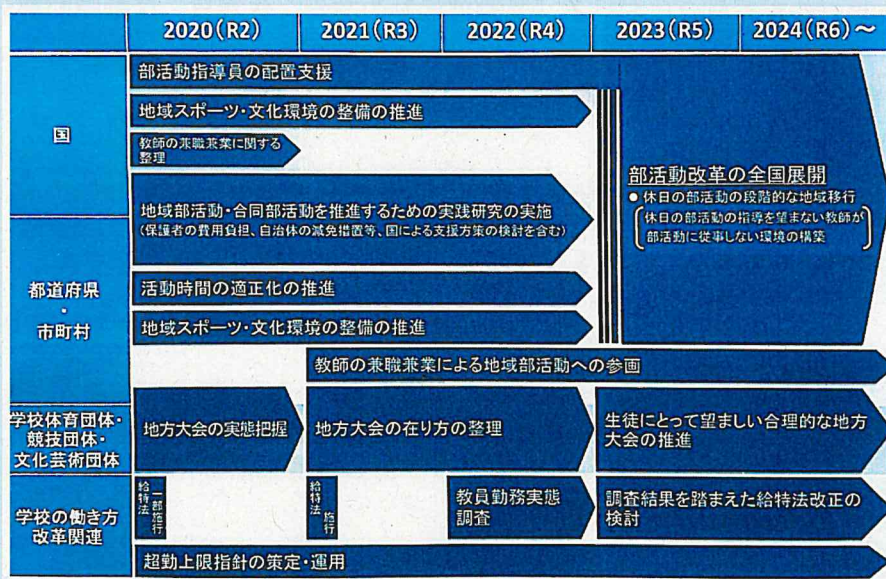 2020(R2) 2021(R3) 2022(R4) 2023(R5) 2024(R6)～
国
部活動指導員の配置支援
地域スポーツ・文化環境の整備の推進
教師の兼職兼業に関する
整理
地域部活動・合同部活動を推進するための実践研究の実施
(保護者の費用負担、自治体の減免措置等、国による支援方策の検討を含む)
部活動改革の全国展開
● 休日の部活動の段階的な地域移行
休日の部活動の指導を望まない教師が
部活動に従事しない環境の構築
都道府県
・
市町村
活動時間の適正化の推進
地域スポーツ・文化環境の整備の推進
教師の兼職兼業による地域部活動への参画
学校体育団体・
競技団体・
文化芸術団体
地方大会の実態把握
地方大会の在り方の整理
生徒にとって望ましい合理的な地方
大会の推進
学校の働き方
改革関連
給特法
一部施行
給特法
施行
教員勤務実態
調査
調査結果を踏まえた給特法改正の
検討
超勤上限指針の策定・運用